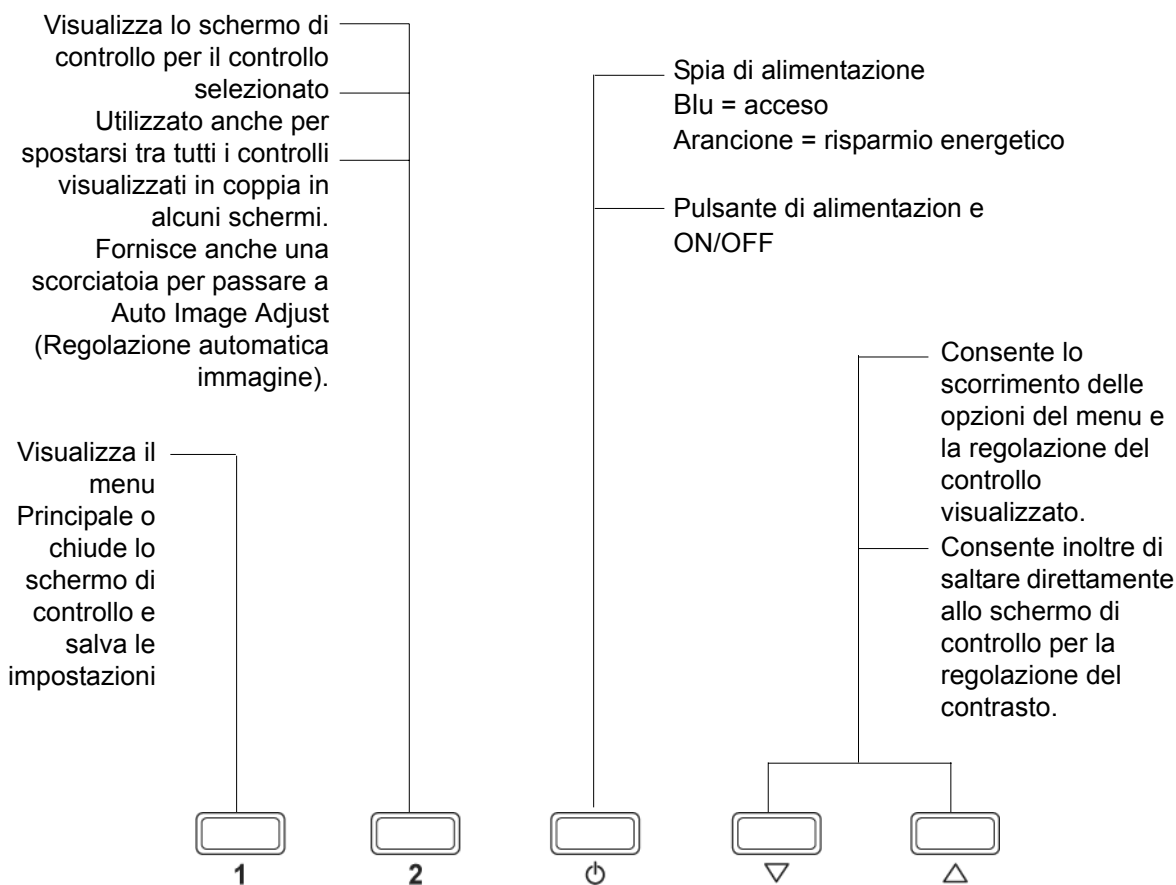 Visualizza lo schermo di
controllo per il controllo
selezionato
Utilizzato anche per
spostarsi tra tutti i controlli
visualizzati in coppia in
alcuni schermi.
Fornisce anche una
scorciatoia per passare a
Auto Image Adjust
(Regolazione automatica
immagine).
Visualizza il
menu
Principale o
chiude lo
schermo di
controllo e
salva le
impostazioni
Spia di alimentazione
Blu = acceso
Arancione = risparmio energetico
Pulsante di alimentazion e
ON/OFF
Consente lo
scorrimento delle
opzioni del menu e
la regolazione del
controllo
visualizzato.
Consente inoltre di
saltare direttamente
allo schermo di
controllo per la
regolazione del
contrasto.
1
2